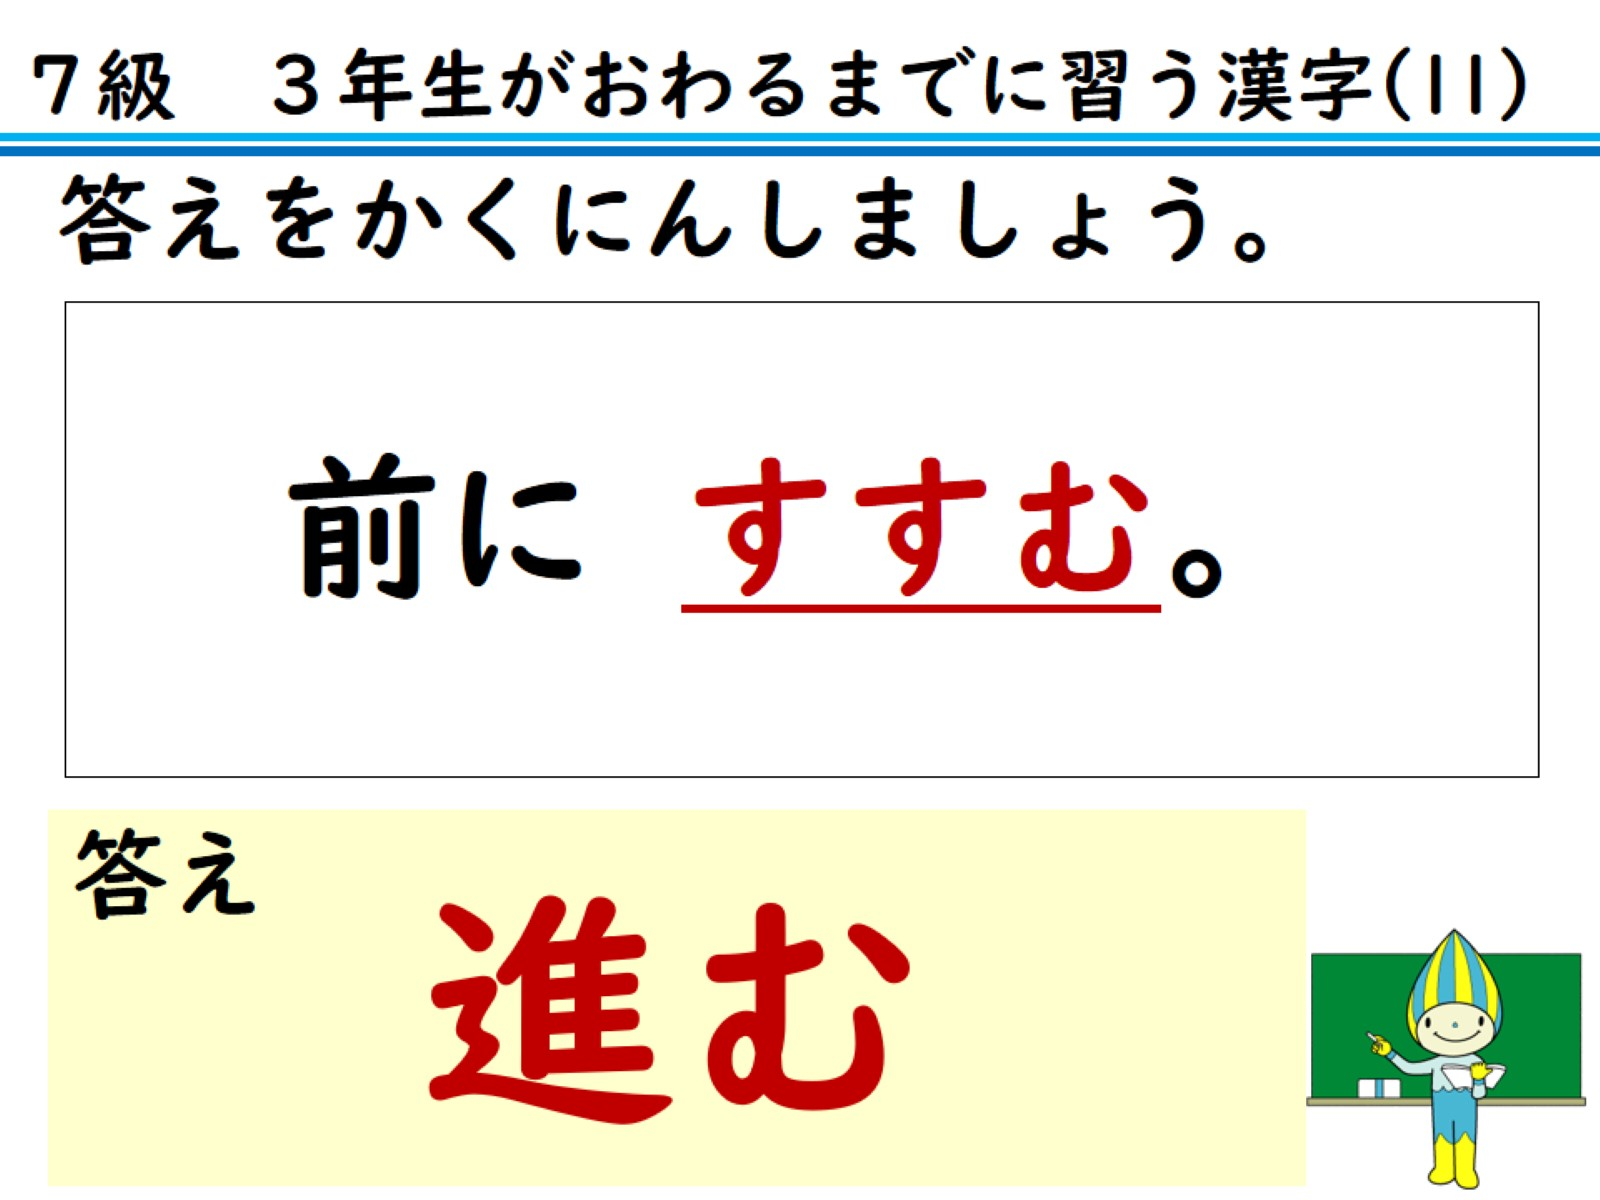 ７級　３年生がおわるまでに習う漢字(11)
答えをかくにんしましょう。
前に すすむ。
答え
進む